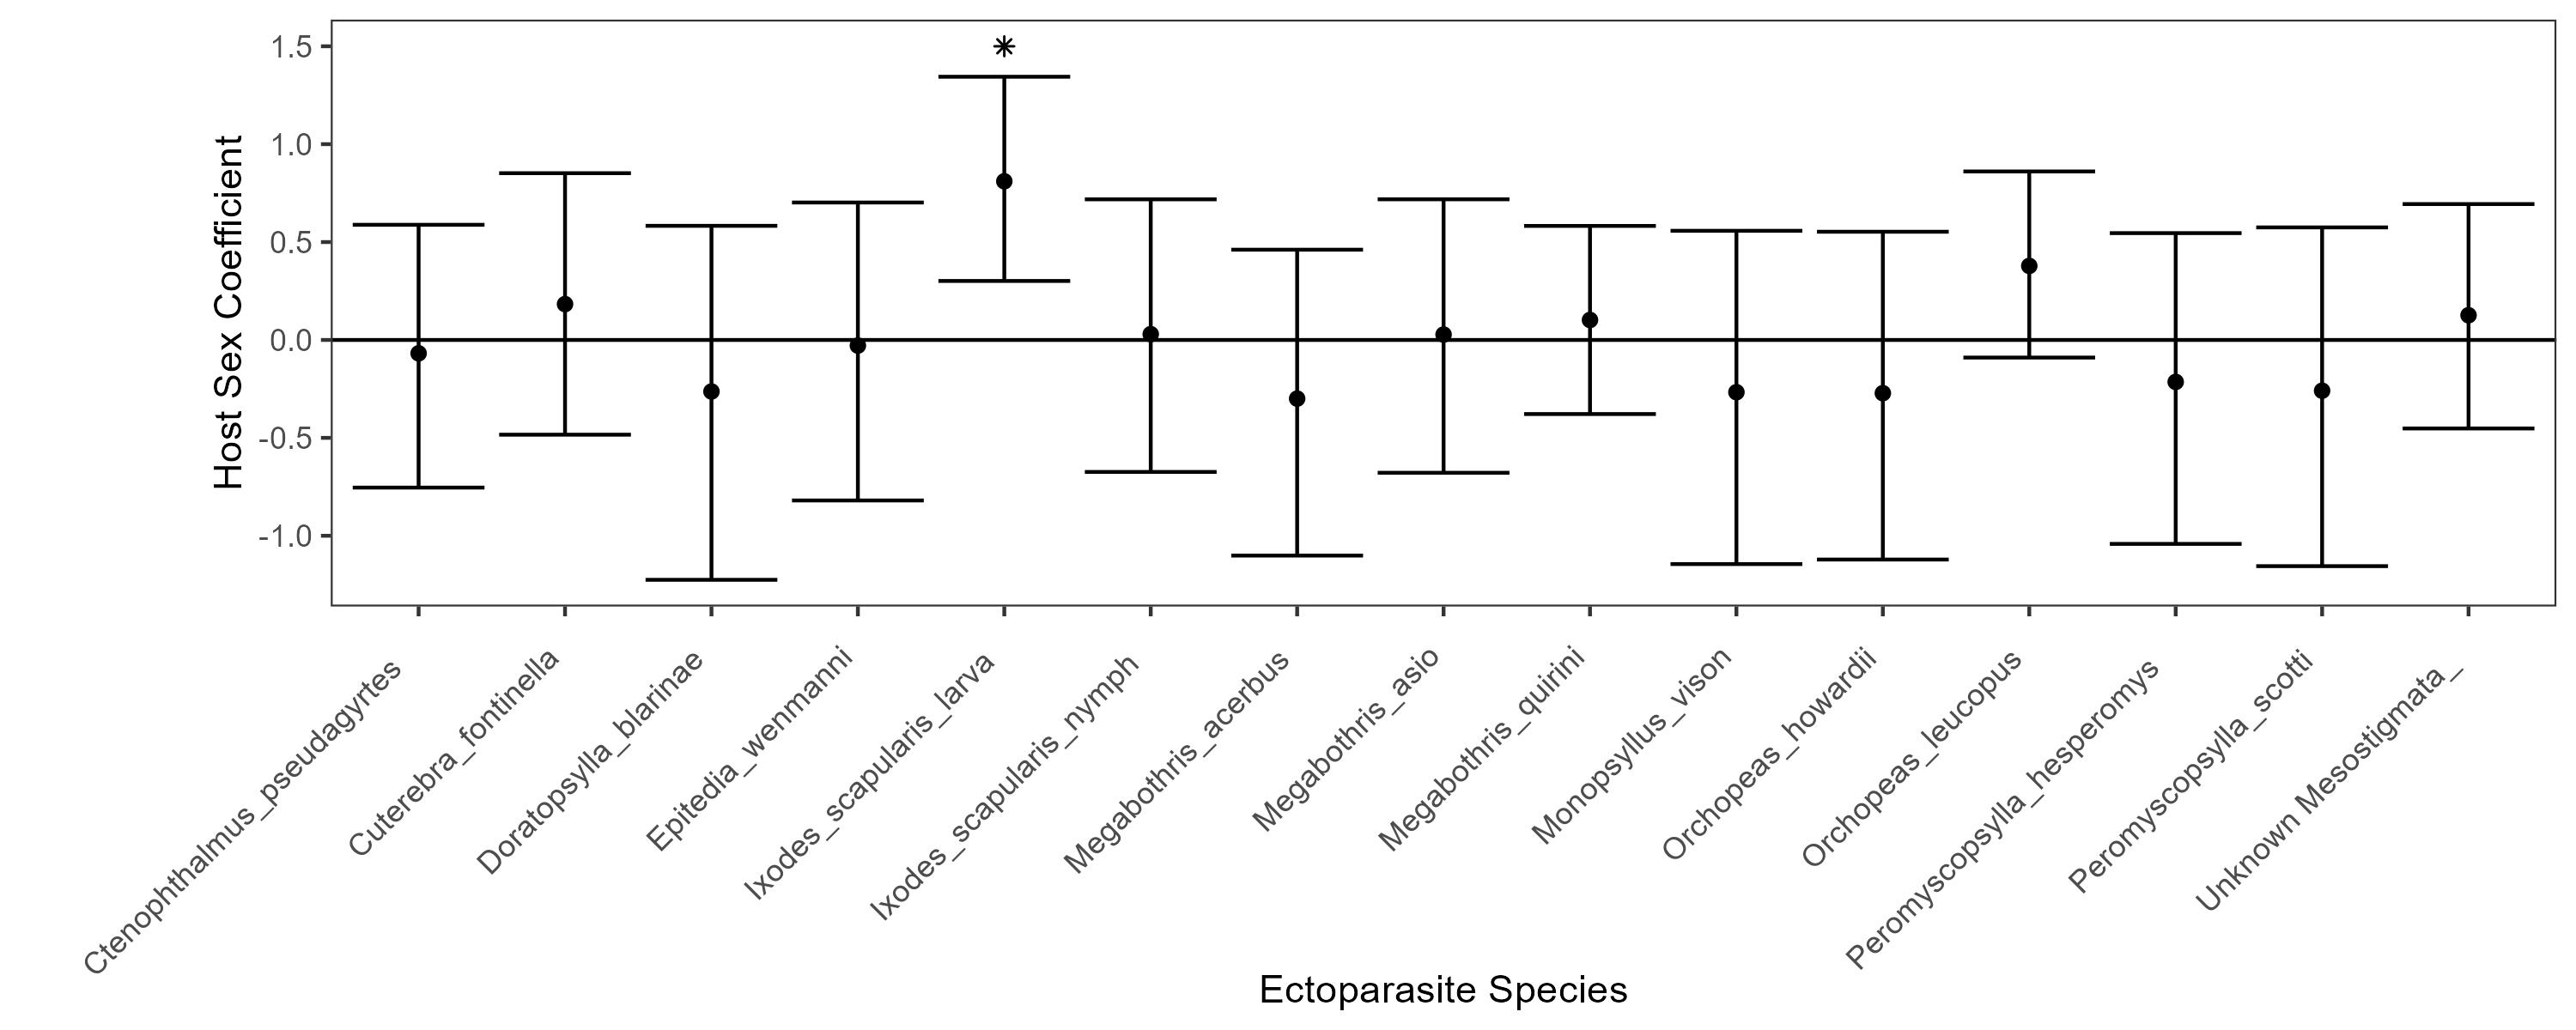 Host Sex Coefficient
1.5
1.0
0.5
0.0
-0.5
-1.0
*
Ctenophthalmus_pseudagyrtes
Cuterebra_fontinella
Doratopsylla_blarinae
Epitedia_wenmanni
Ixodes_scapularis_larva
Ixodes_scapularis_nymph
Megabothris_acerbus
Megabothris_asio
Megabothris_quirini
Monopsyllus_vison
Orchopeas_howardii
Orchopeas_leucopus
Peromyscopsylla_hesperomys
Peromyscopsylla_scotti
Unknown Mesostigmata_
Ectoparasite Species